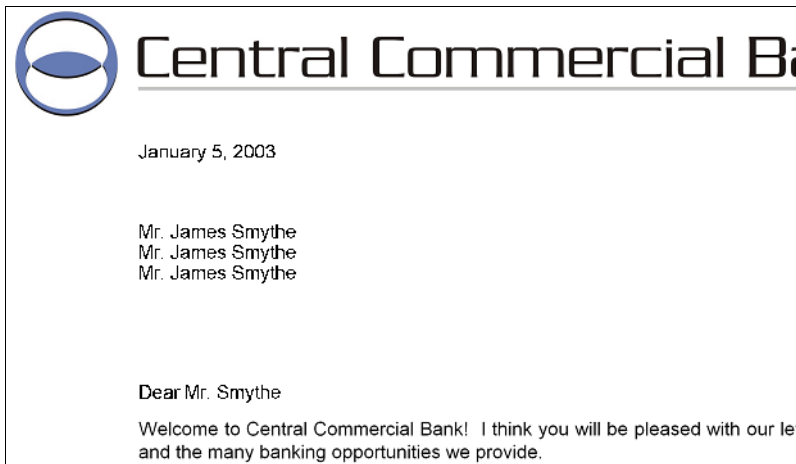 Central Commercial Ba
January 5, 2003
Mr. James Smythe
Mr. James Smythe
Mr. James Smythe
Dear Mr. Smythe
Welcome to Central Commercial Bank!  I think you will be pleased with our le
and the many banking opportunities we provide.